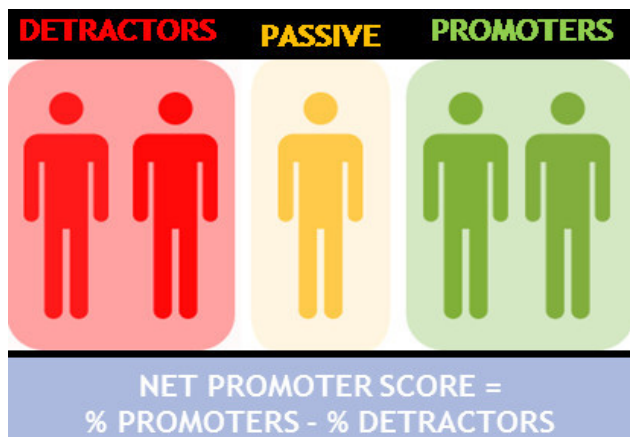 DETRACTORS PASSIVE PROMOTERS
NET PROMOTER SCORE =
% PROMOTERS - % DETRACTORS